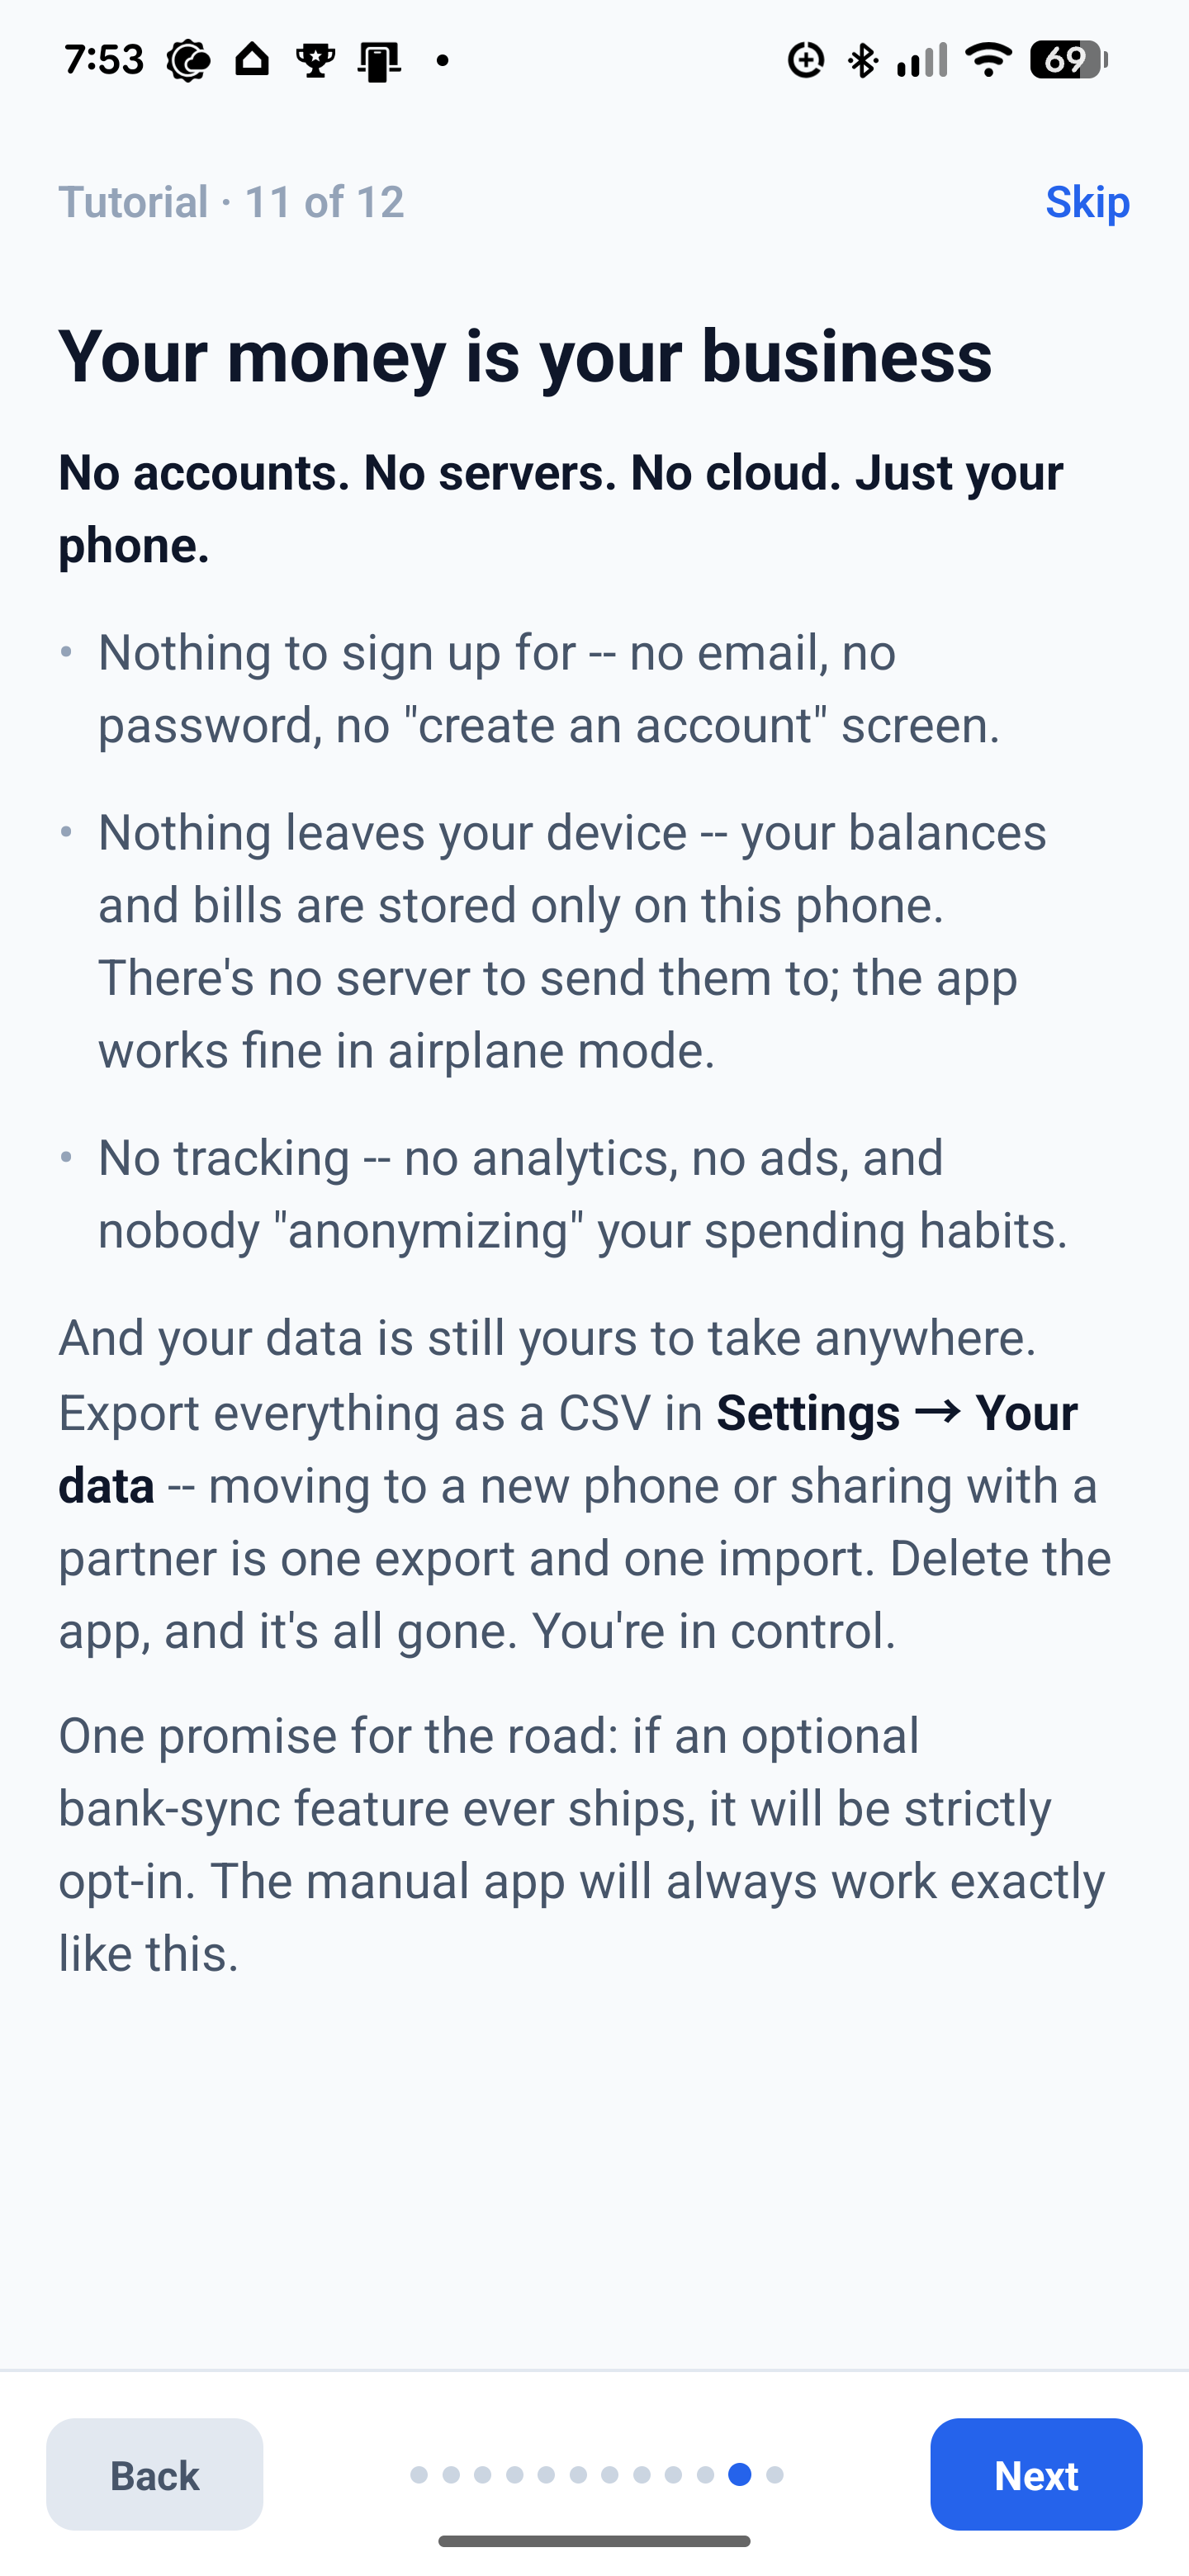 7:53
69
Tutorial · 11 of 12
Skip
Your money is your business
No accounts. No servers. No cloud. Just your
phone.
• Nothing to sign up for -- no email, no
password, no "create an account" screen.
• Nothing leaves your device -- your balances
and bills are stored only on this phone.
There's no server to send them to; the app
works fine in airplane mode.
• No tracking -- no analytics, no ads, and
nobody "anonymizing" your spending habits.
And your data is still yours to take anywhere.
Export everything as a CSV in Settings → Your
data -- moving to a new phone or sharing with a
partner is one export and one import. Delete the
app, and it's all gone. You're in control.
One promise for the road: if an optional
bank-sync feature ever ships, it will be strictly
opt-in. The manual app will always work exactly
like this.
Back
Next